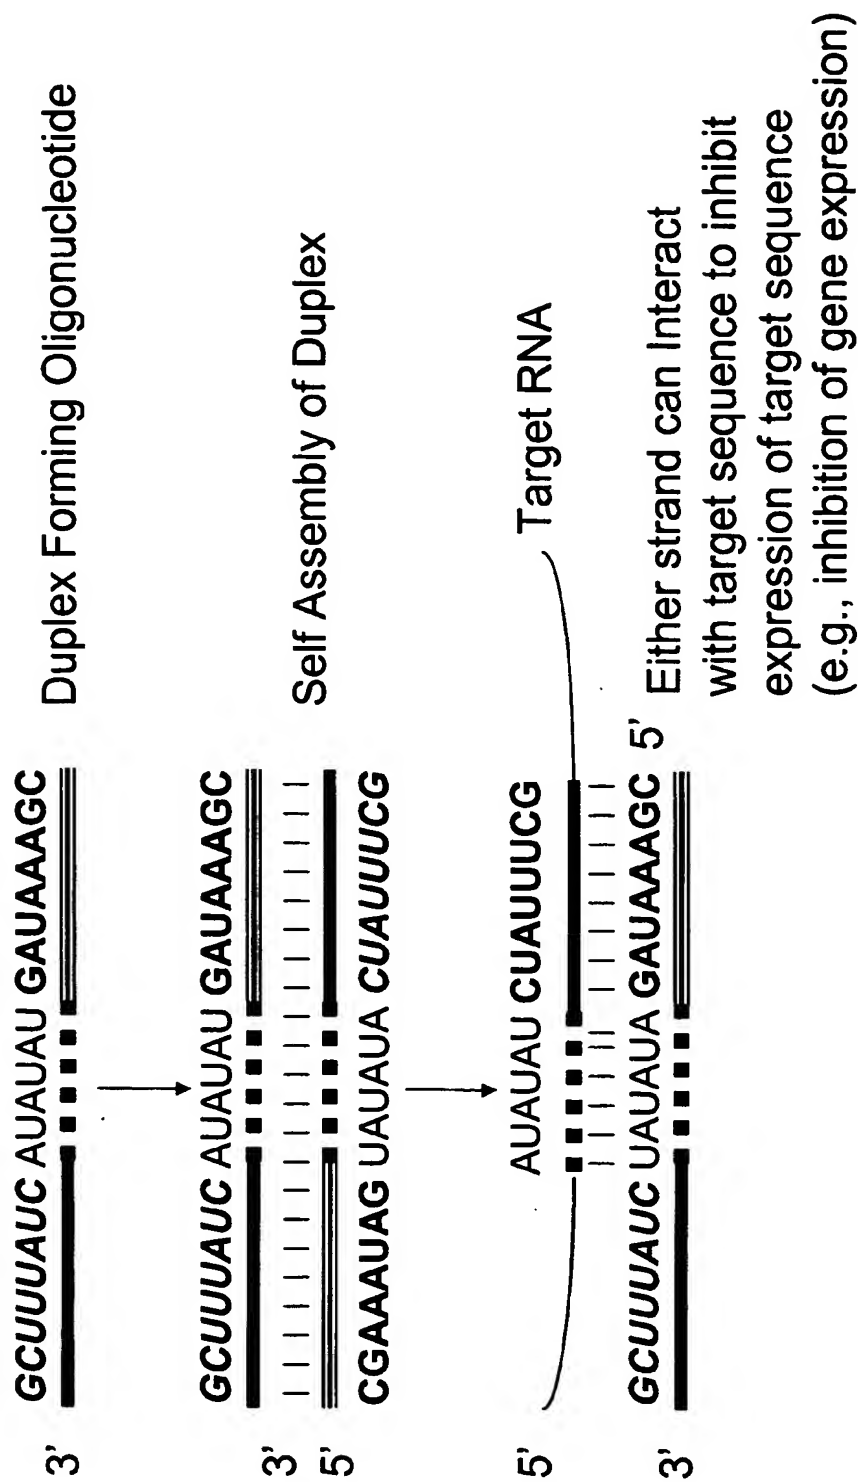 GCUUUAUC AUAUAU GAUAAAGC
3'
Duplex Forming Oligonucleotide
GCUUUAUC AUAUAU GAUAAAGC
3'
5'
CGAAAUAG UAUAUA CUAUUUCG
Self Assembly of Duplex
AUAUAU CUAUUUCG
5'
Target RNA
GCUUUAUC UAUAUA GAUAAAGC 5'
3'
Either strand can Interact
with target sequence to inhibit
expression of target sequence
(e.g., inhibition of gene expression)